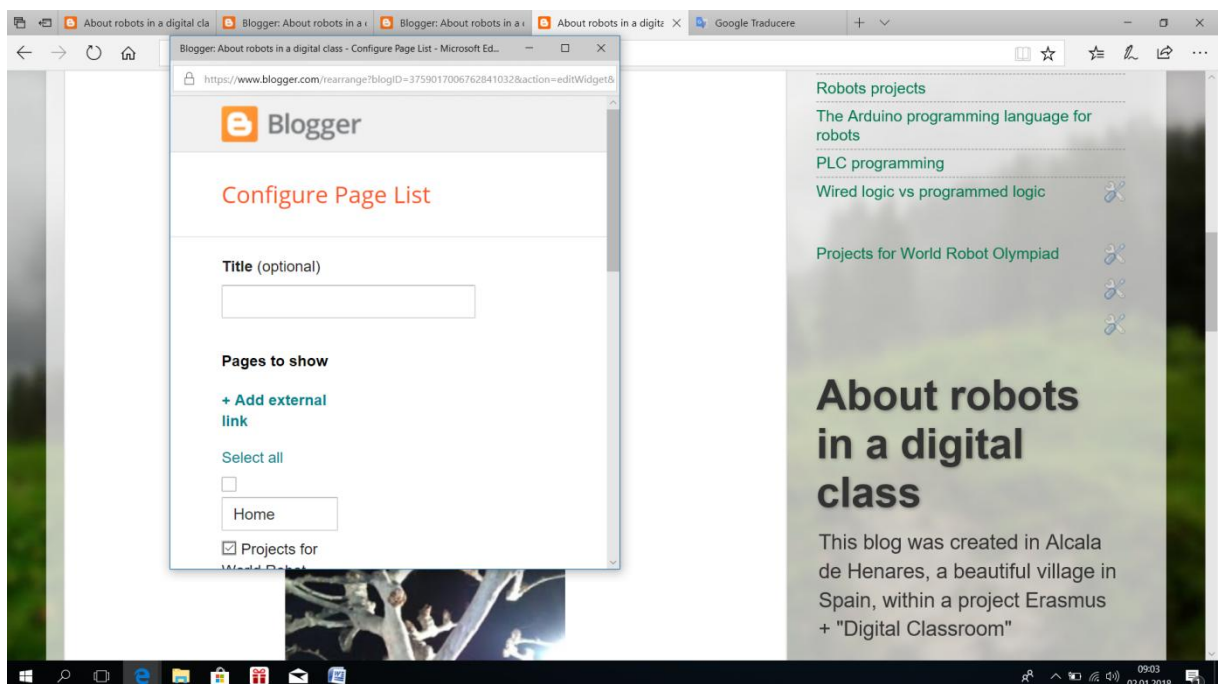 About robots in a digital cla
Blogger: About robots in a
Blogger: About robots in a
About robots in a digita
Google Traducere
Blogger: About robots in a digital class - Configure Page List - Microsoft Ed...
https://www.blogger.com/rearrange?blogID=3759017006762841032&action=editWidget&
Blogger
Configure Page List
Title (optional)
Pages to show
+ Add external
link
Select all
Home
Projects for
World Robot
Robots projects
The Arduino programming language for
robots
PLC programming
Wired logic vs programmed logic
Projects for World Robot Olympiad
About robots
in a digital
class
This blog was created in Alcala
de Henares, a beautiful village in
Spain, within a project Erasmus
+ "Digital Classroom"
09:03
02.01.2018